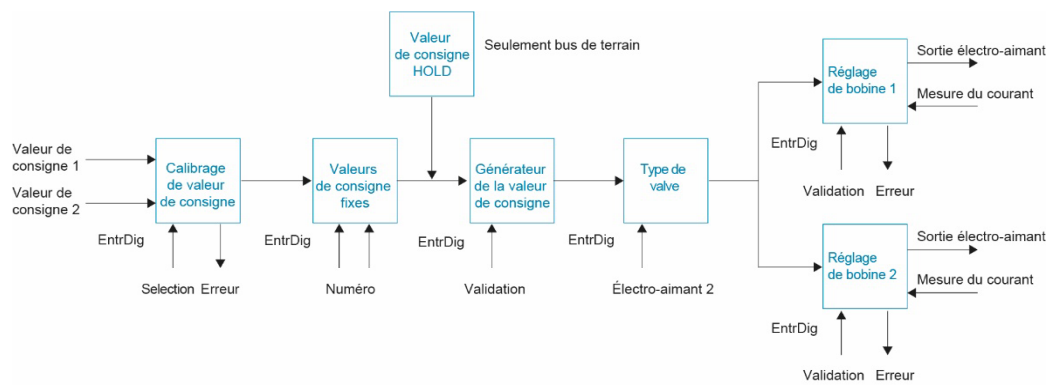 Valeur
de consigne
HOLD
Seulement bus de terrain
Sortie électro-aimant
Réglage
de bobine 1
Mesure du courant
EntrDig
Validation Erreur
Valeur de
consigne 1
Valeur de
consigne 2
Calibrage
de valeur
de consigne
Valeurs
de consigne
fixes
Générateur
de la valeur
de consigne
Type de
valve
EntrDig
EntrDig
EntrDig
EntrDig
Selection Erreur
Numéro
Validation
Électro-aimant 2
Sortie électro-aimant
Réglage
de bobine 2
Mesure du courant
EntrDig
Validation Erreur